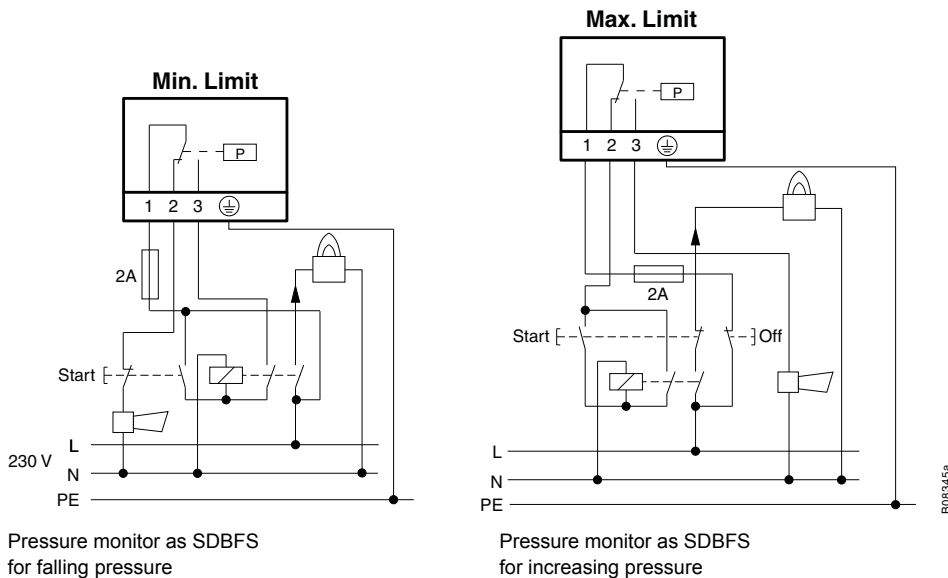 Min. Limit
P
1 2 3
2A
Start
L
230 V
N
PE
Pressure monitor as SDBFS
for falling pressure
Max. Limit
P
1 2 3
2A
Start
Off
L
N
PE
Pressure monitor as SDBFS
for increasing pressure
B08345a